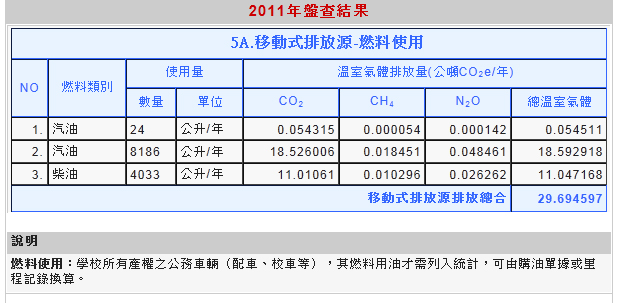 2011年盤查結果
5A.移動式排放源-燃料使用
NO 燃料類別 使用量 溫室氣體排放量(公噸CO₂e/年)
數量 單位 CO₂ CH₄ N₂O 總溫室氣體
1. 汽油 24 公升/年 0.054315 0.000054 0.000142 0.054511
2. 汽油 8186 公升/年 18.526006 0.018451 0.048461 18.592918
3. 柴油 4033 公升/年 11.01061 0.010296 0.026262 11.047168
移動式排放源排放總合 29.694597
說明
燃料使用：學校所有產權之公務車輛（配車、校車等），其燃料用油才需列入統計，可由購油單據或里
程記錄換算。